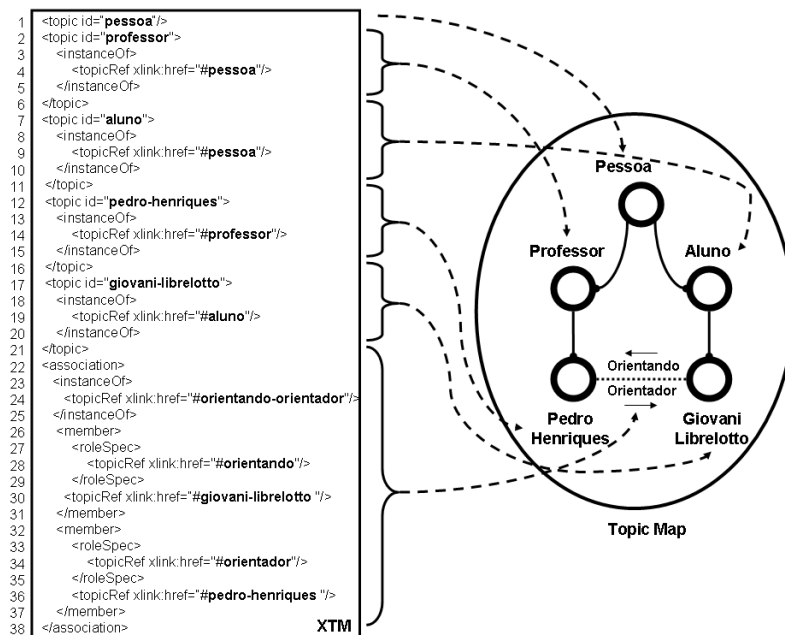 1 <topic id="pessoa"/>
2 <topic id="professor">
3 <instanceOf>
4 <topicRef xlink:href="#pessoa"/>
5 </instanceOf>
6 </topic>
7 <topic id="aluno">
8 <instanceOf>
9 <topicRef xlink:href="#pessoa"/>
10 </instanceOf>
11 </topic>
12 <topic id="pedro-henriques">
13 <instanceOf>
14 <topicRef xlink:href="#professor"/>
15 </instanceOf>
16 </topic>
17 <topic id="giovani-librelotto">
18 <instanceOf>
19 <topicRef xlink:href="#aluno"/>
20 </instanceOf>
21 </topic>
22 <association>
23 <instanceOf>
24 <topicRef xlink:href="#orientando-orientador"/>
25 </instanceOf>
26 <member>
27 <roleSpec>
28 <topicRef xlink:href="#orientando"/>
29 </roleSpec>
30 <topicRef xlink:href="#giovani-librelotto "/>
31 </member>
32 <member>
33 <roleSpec>
34 <topicRef xlink:href="#orientador"/>
35 </roleSpec>
36 <topicRef xlink:href="#pedro-henriques "/>
37 </member>
38 </association>
XTM
Pessoa
Professor
Aluno
Orientando
Orientador
Pedro
Henriques
Giovani
Librelotto
Topic Map